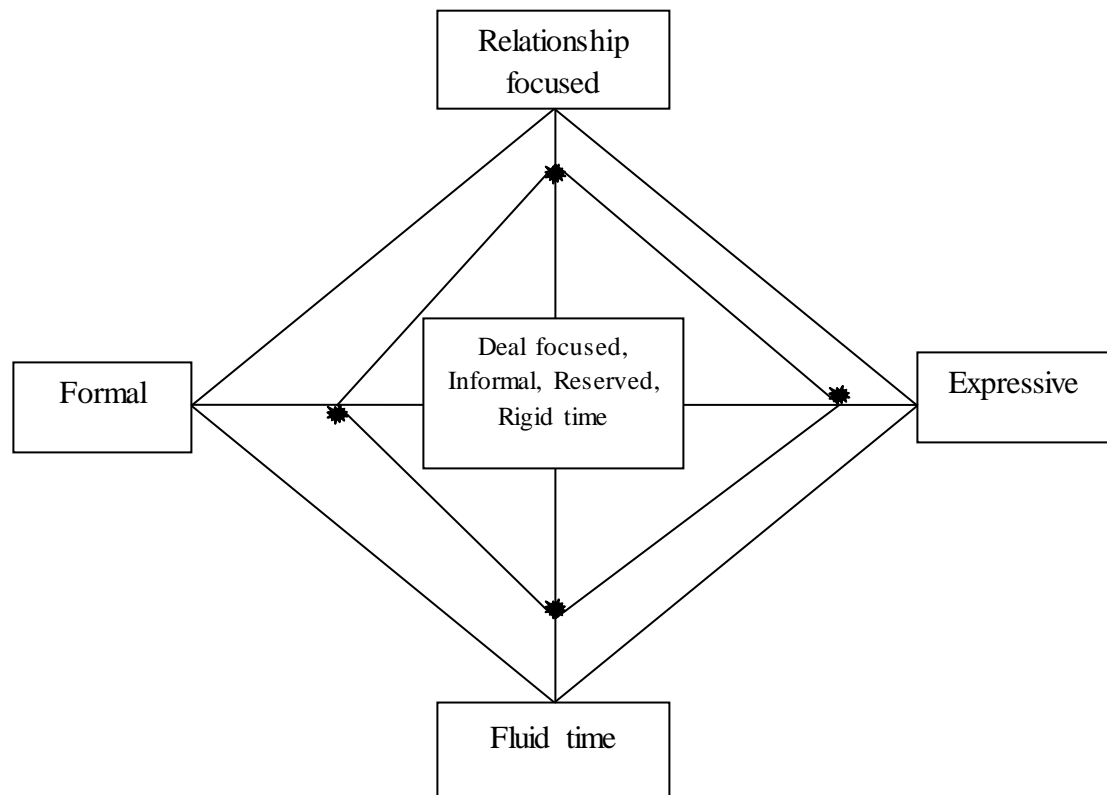 Relationship
focused
Deal focused,
Informal, Reserved,
Rigid time
Formal
Expressive
Fluid time